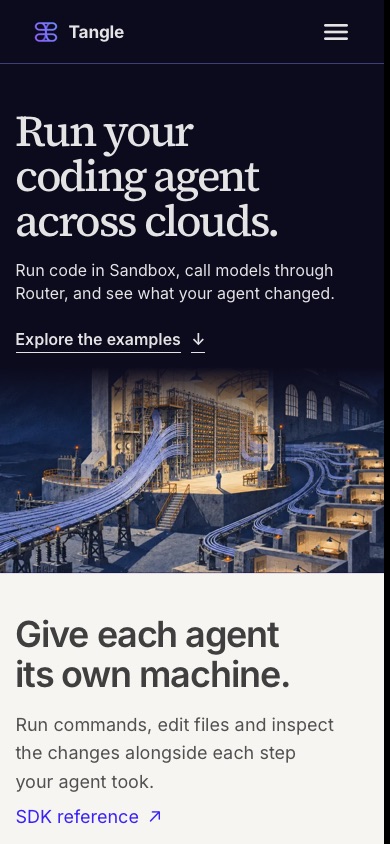 Tangle
Run your
coding agent
across clouds.
Run code in Sandbox, call models through
Router, and see what your agent changed.
Explore the examples ↓
Give each agent
its own machine.
Run commands, edit files and inspect
the changes alongside each step
your agent took.
SDK reference ↗